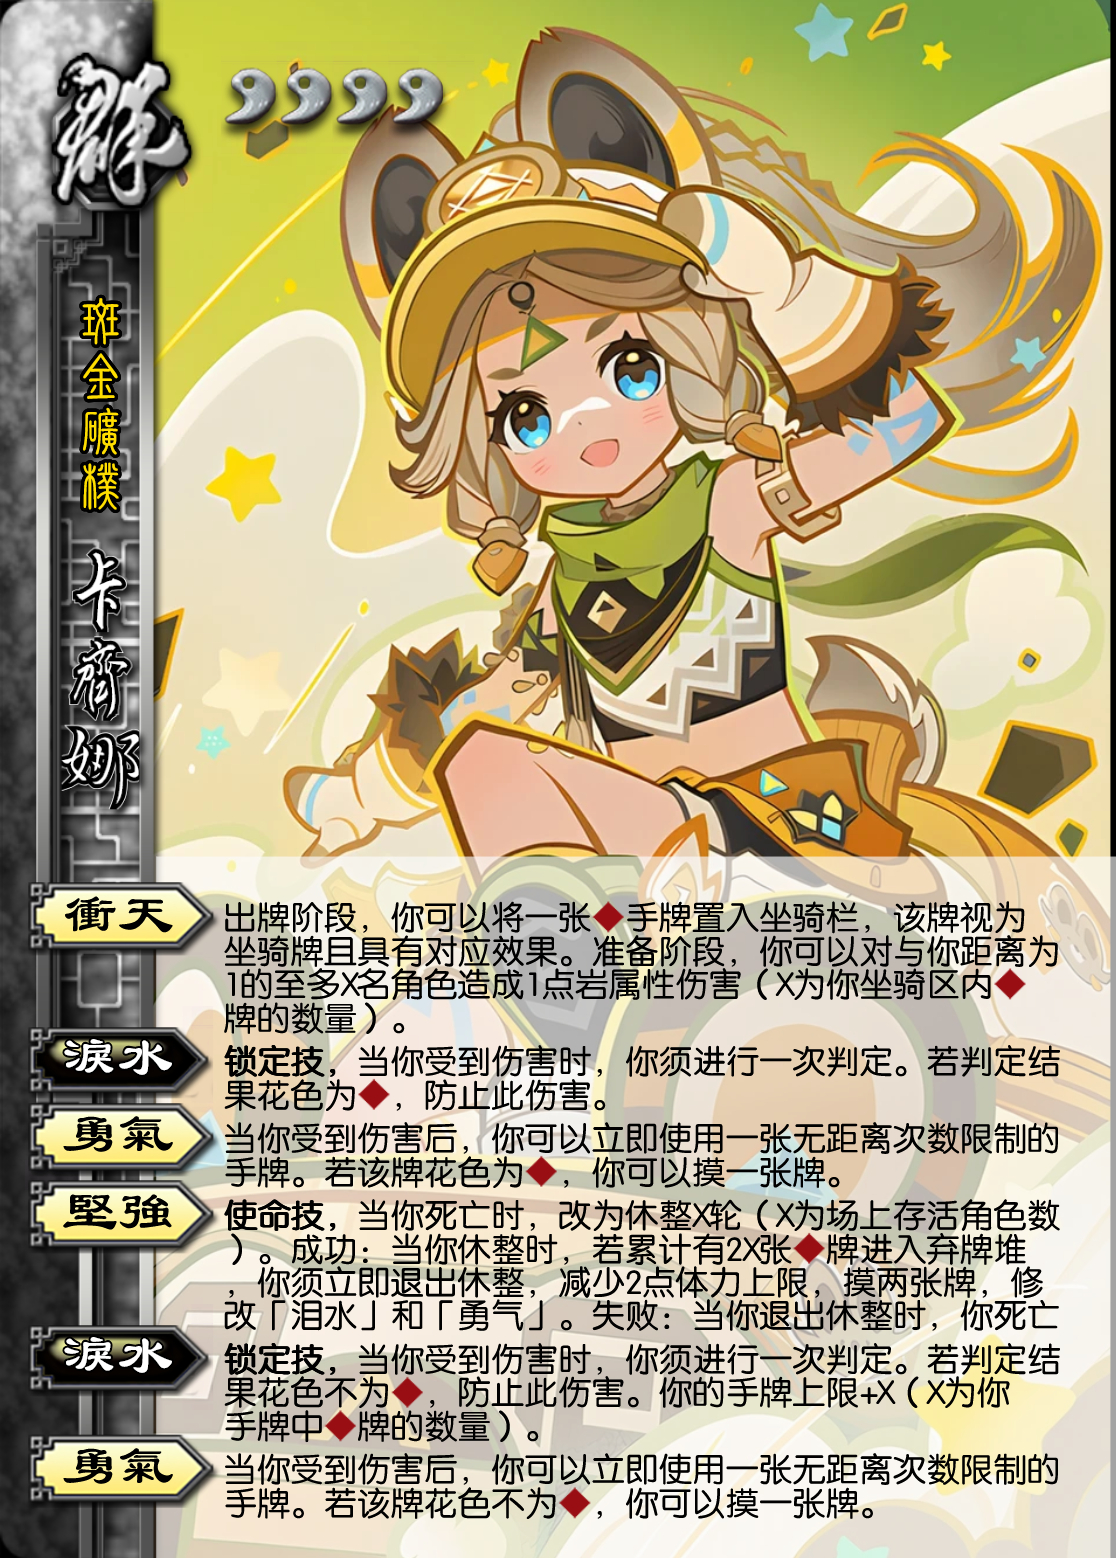 群
斑金礦樸
卡齊娜
衝天
出牌阶段，你可以将一张◆手牌置入坐骑栏，该牌视为
坐骑牌且具有对应效果。准备阶段，你可以对与你距离为
1的至多X名角色造成1点岩属性伤害（X为你坐骑区内◆
牌的数量）。
淚水
锁定技，当你受到伤害时，你须进行一次判定。若判定结
果花色为◆，防止此伤害。
勇氣
当你受到伤害后，你可以立即使用一张无距离次数限制的
手牌。若该牌花色为◆，你可以摸一张牌。
堅強
使命技，当你死亡时，改为休整X轮（X为场上存活角色数
）。成功：当你休整时，若累计有2X张◆牌进入弃牌堆
，你须立即退出休整，减少2点体力上限，摸两张牌，修
改「泪水」和「勇气」。失败：当你退出休整时，你死亡
淚水
锁定技，当你受到伤害时，你须进行一次判定。若判定结
果花色不为◆，防止此伤害。你的手牌上限+X（X为你
手牌中◆牌的数量）。
勇氣
当你受到伤害后，你可以立即使用一张无距离次数限制的
手牌。若该牌花色不为◆，你可以摸一张牌。